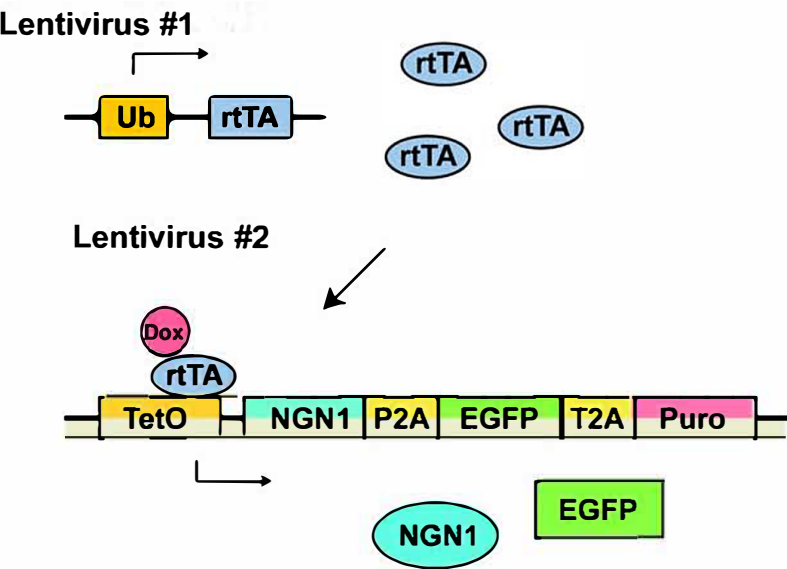 Lentivirus #1
rtTA
Ub rtTA
rtTA
rtTA
Lentivirus #2
Dox
rtTA
TetO NGN1 P2A EGFP T2A Puro
EGFP
NGN1